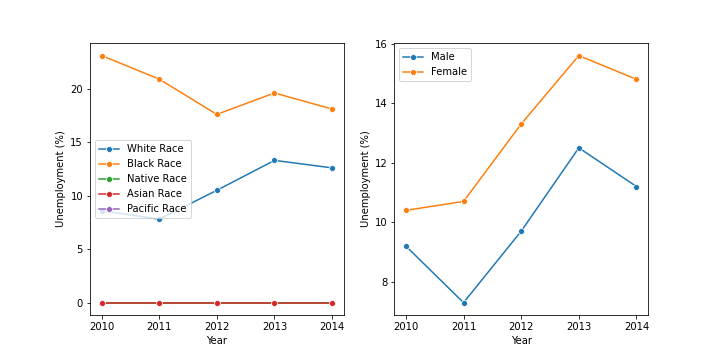 Unemployment (%)
20
15
10
5
0
White Race
Black Race
Native Race
Asian Race
Pacific Race
2010 2011 2012 2013 2014
Year
Unemployment (%)
16
14
12
10
8
Male
Female
2010 2011 2012 2013 2014
Year